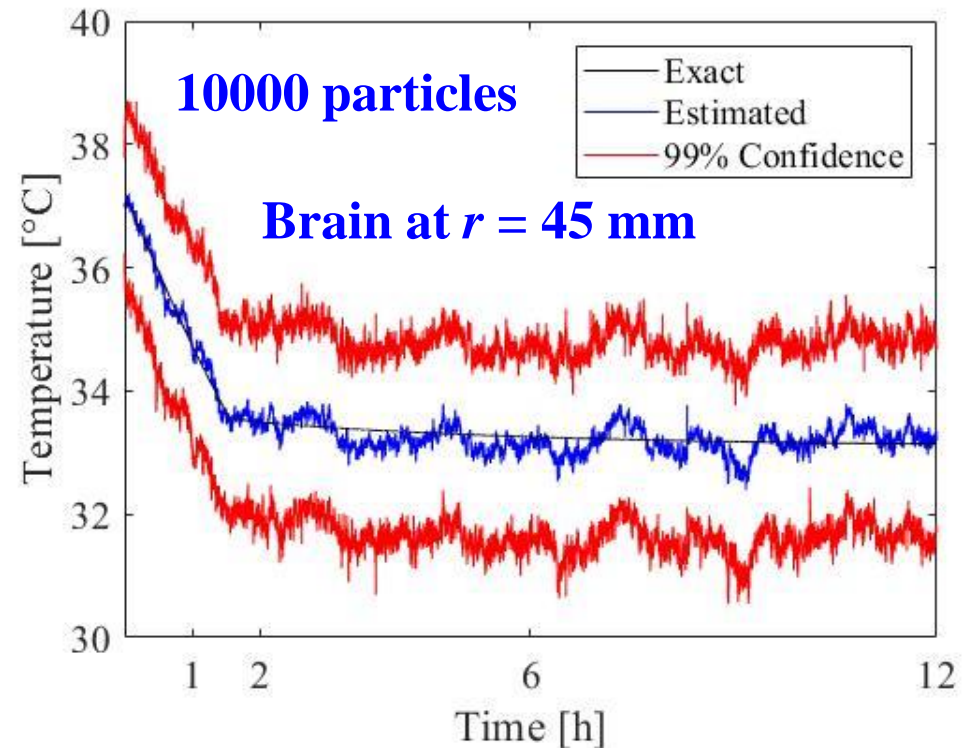 10000 particles
Brain at r = 45 mm
Exact
Estimated
99% Confidence
Temperature [°C]
40
38
36
34
32
30
1 2 6 12
Time [h]